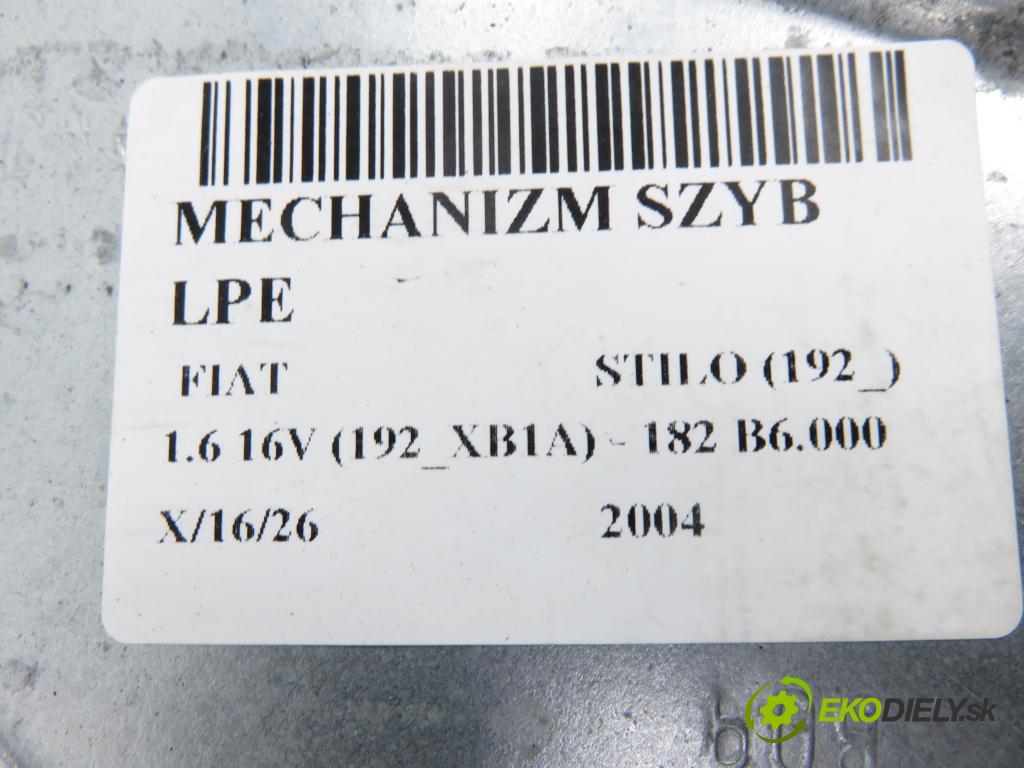 MECHANIZM SZYB
LPE
FIAT STILO (192_)
1.6 16V (192_XB1A) - 182 B6.000
X/16/26 2004
EKODIELY.sk